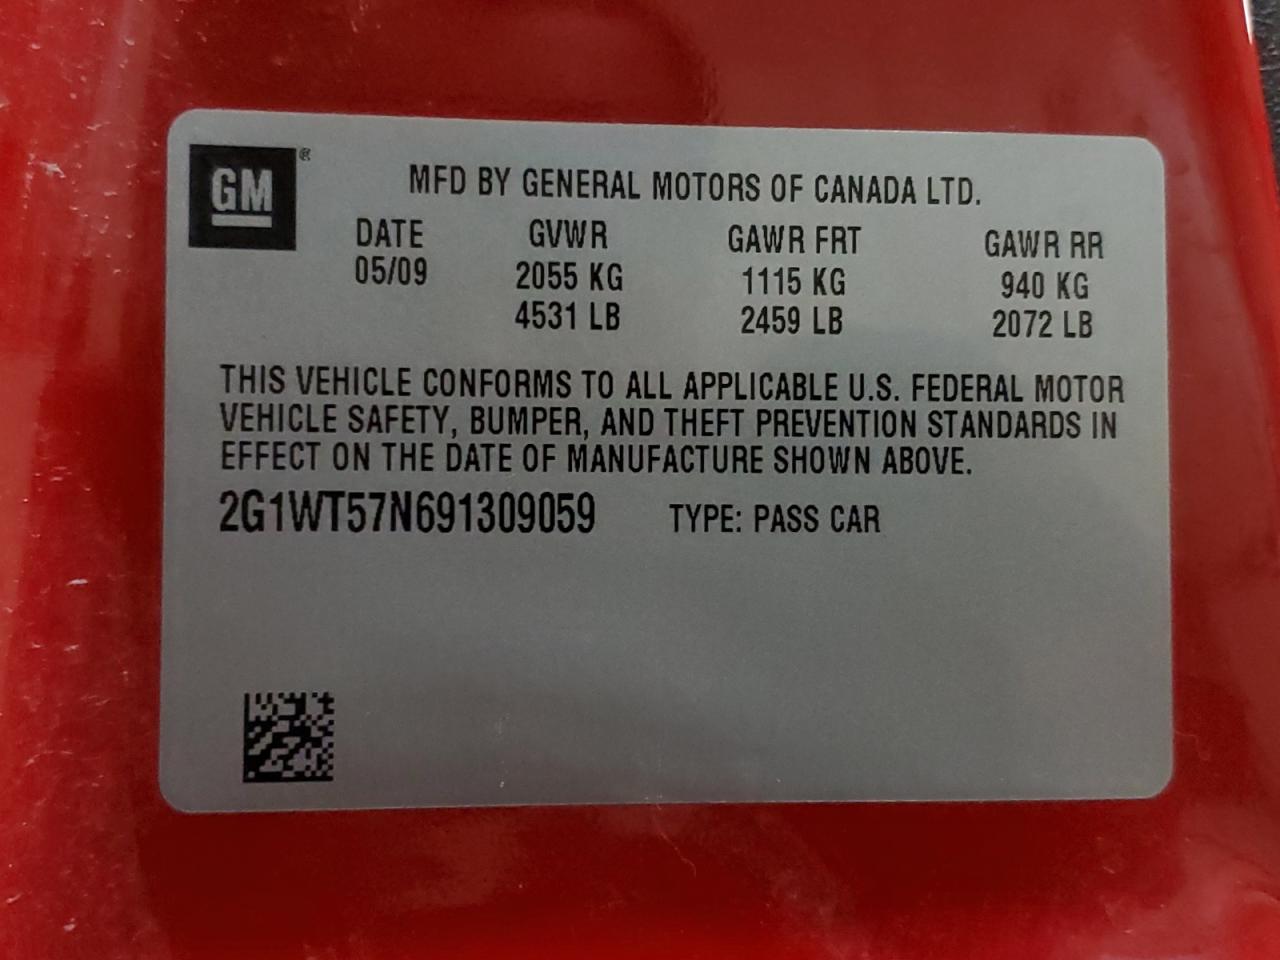 GM®
MFD BY GENERAL MOTORS OF CANADA LTD.
DATE GVWR GAWR FRT GAWR RR
05/09 2055 KG 1115 KG 940 KG
4531 LB 2459 LB 2072 LB
THIS VEHICLE CONFORMS TO ALL APPLICABLE U.S. FEDERAL MOTOR
VEHICLE SAFETY, BUMPER, AND THEFT PREVENTION STANDARDS IN
EFFECT ON THE DATE OF MANUFACTURE SHOWN ABOVE.
2G1WT57N691309059 TYPE: PASS CAR